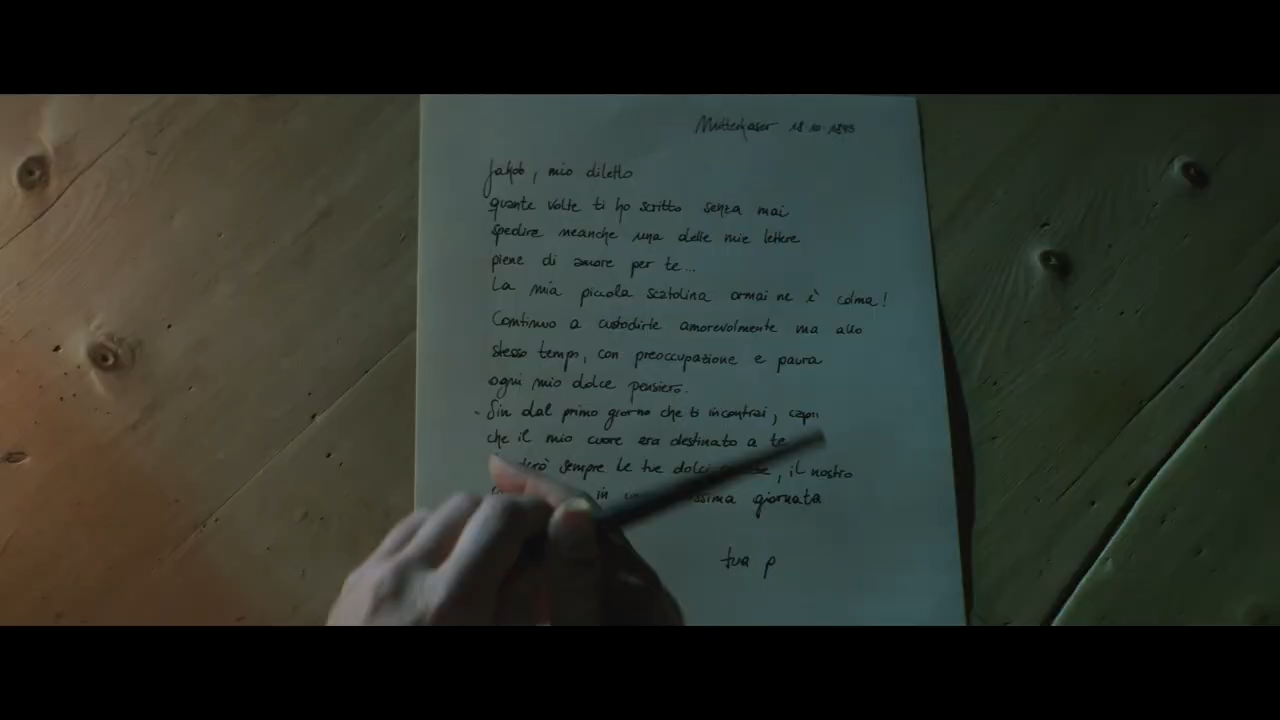 18 10 1845
Jakob, mio diletto
quante volte ti ho scritto senza mai
spedire neanche una delle mie lettere
piene di amore per te...
La mia piccola scatolina ormai ne è colma!
Continuo a custodirle amorevolmente ma allo
stesso tempo, con preoccupazione e paura
ogni mio dolce pensiero.
Sin dal primo giorno che ti incontrai, capii
che il mio cuore era destinato a te
sempre le tue dolci, il nostro
in giornata
tua p